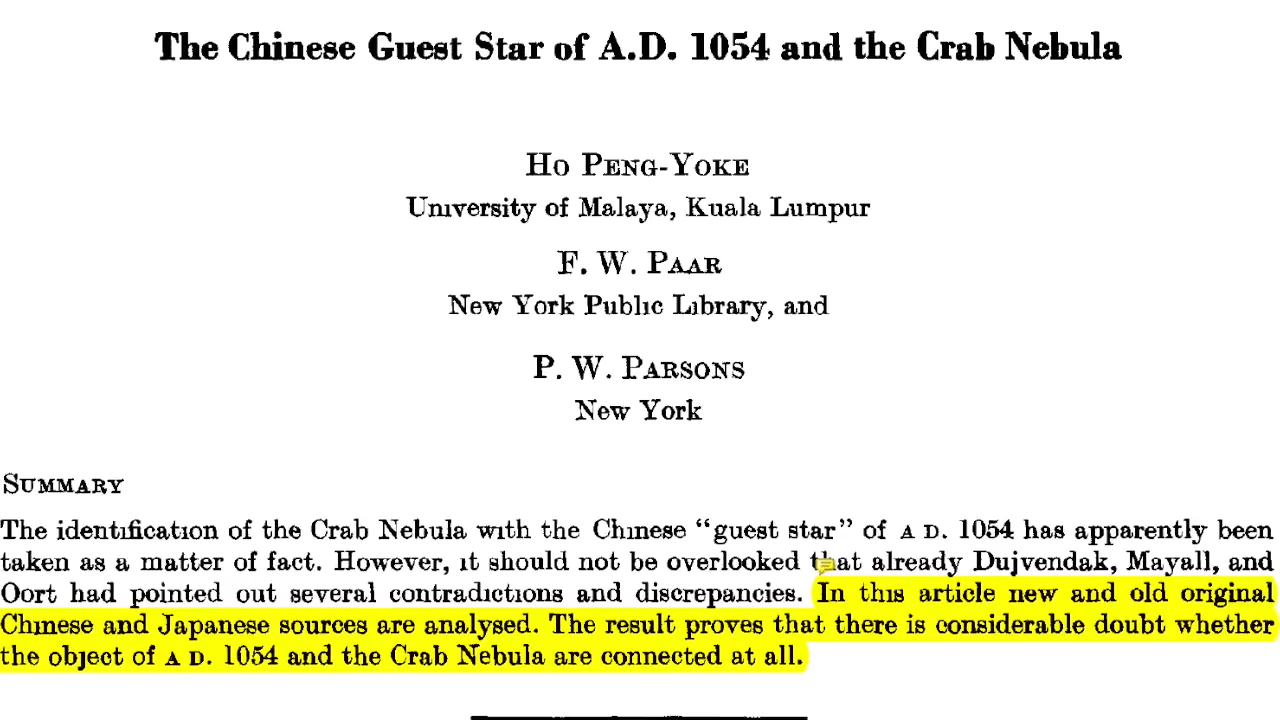 The Chinese Guest Star of A.D. 1054 and the Crab Nebula
Ho Peng-Yoke
University of Malaya, Kuala Lumpur
F. W. Paar
New York Public Library, and
P. W. Parsons
New York
Summary
The identification of the Crab Nebula with the Chinese “guest star” of A D. 1054 has apparently been
taken as a matter of fact. However, it should not be overlooked that already Dujvendak, Mayall, and
Oort had pointed out several contradictions and discrepancies. In this article new and old original
Chinese and Japanese sources are analysed. The result proves that there is considerable doubt whether
the object of A D. 1054 and the Crab Nebula are connected at all.